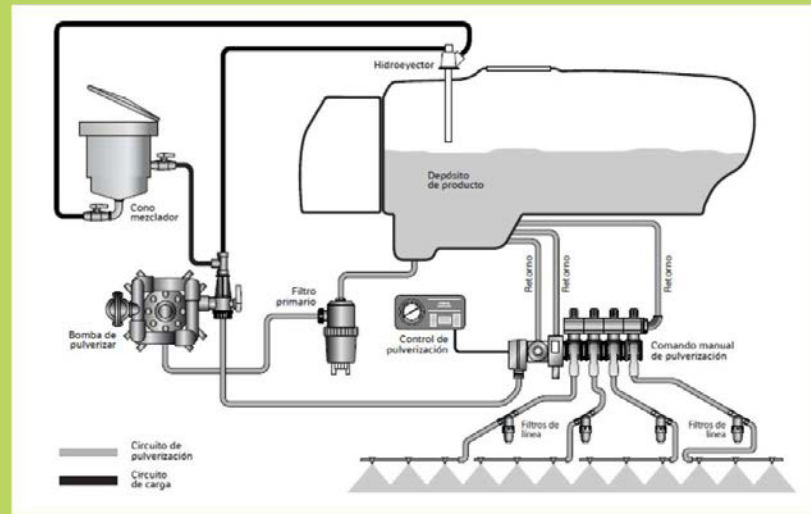 Hidroeyector
Depósito
de producto
Cono
mezclador
Bomba de
pulverizar
Filtro
primario
Control de
pulverización
Retorno
Retorno
Retorno
Comando manual
de pulverización
Filtros de
línea
Filtros de
línea
Circuito de
pulverización
Circuito
de carga